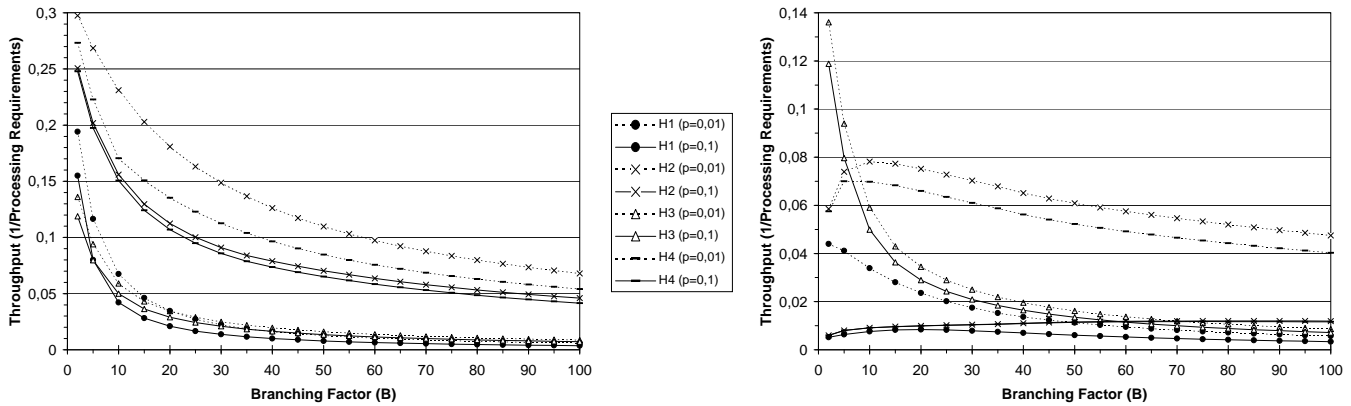 Throughput (1/Processing Requirements)
0,3
0,25
0,2
0,15
0,1
0,05
0
0 10 20 30 40 50 60 70 80 90 100
Branching Factor (B)
H1 (p=0,01)
H1 (p=0,1)
H2 (p=0,01)
H2 (p=0,1)
H3 (p=0,01)
H3 (p=0,1)
H4 (p=0,01)
H4 (p=0,1)
Throughput (1/Processing Requirements)
0,14
0,12
0,1
0,08
0,06
0,04
0,02
0
0 10 20 30 40 50 60 70 80 90 100
Branching Factor (B)